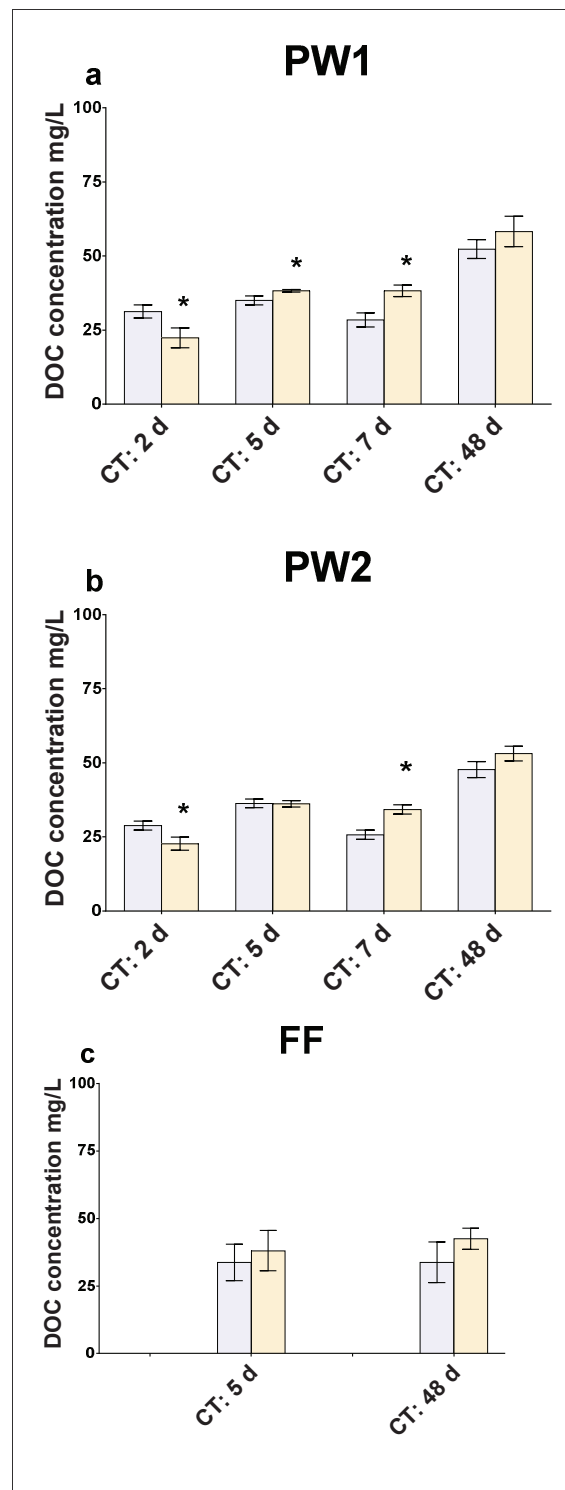 PW1
a
DOC concentration mg/L
100
75
50
25
0
*
*
*
CT: 2 d
CT: 5 d
CT: 7 d
CT: 48 d
PW2
b
DOC concentration mg/L
100
75
50
25
0
*
*
CT: 2 d
CT: 5 d
CT: 7 d
CT: 48 d
FF
c
DOC concentration mg/L
100
75
50
25
0
CT: 5 d
CT: 48 d